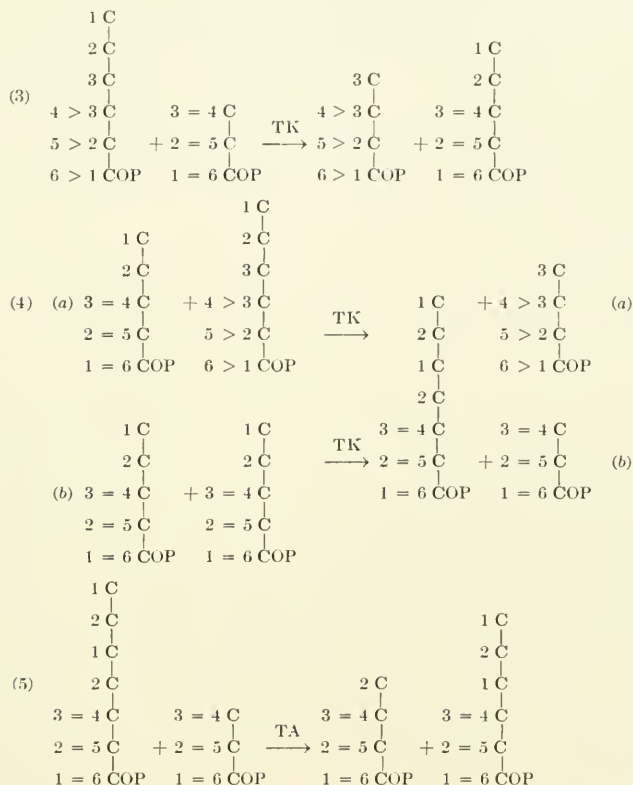 1 C
2 C
3 C 1 C
(3) 3 C 2 C
4 > 3 C 3 = 4 C TK 4 > 3 C 3 = 4 C
5 > 2 C + 2 = 5 C 5 > 2 C + 2 = 5 C
6 > 1 COP 1 = 6 COP 6 > 1 COP 1 = 6 COP
1 C
1 C 2 C
2 C 3 C 3 C
(4) (a) 3 = 4 C + 4 > 3 C TK 1 C + 4 > 3 C (a)
2 = 5 C 5 > 2 C 2 C 5 > 2 C
1 = 6 COP 6 > 1 COP 1 C 6 > 1 COP
2 C
1 C 1 C TK 3 = 4 C 3 = 4 C
2 C 2 C 2 = 5 C + 2 = 5 C (b)
(b) 3 = 4 C + 3 = 4 C 1 = 6 COP 1 = 6 COP
2 = 5 C 2 = 5 C
1 = 6 COP 1 = 6 COP
1 C
2 C 1 C
1 C 2 C
(5) 2 C 2 C 1 C
3 = 4 C 3 = 4 C TA 3 = 4 C 3 = 4 C
2 = 5 C + 2 = 5 C 2 = 5 C + 2 = 5 C
1 = 6 COP 1 = 6 COP 1 = 6 COP 1 = 6 COP